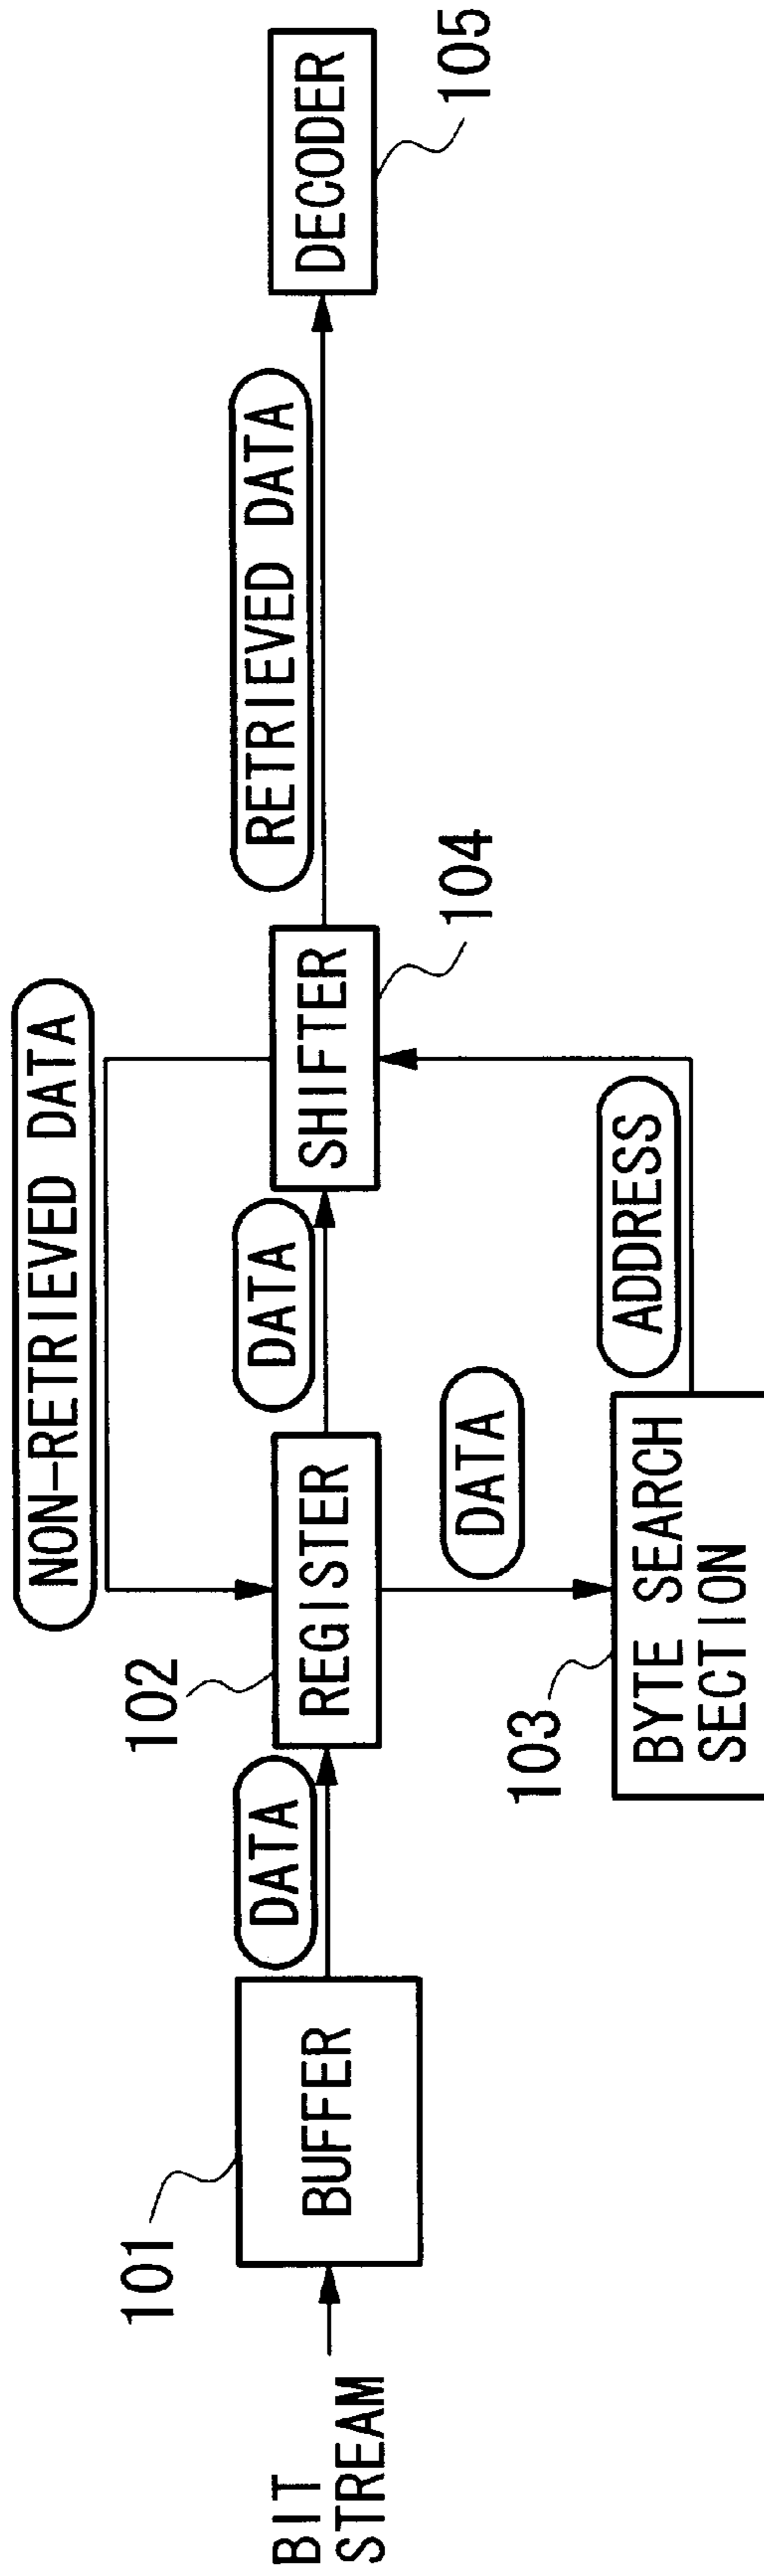 BIT
STREAM
101
BUFFER
DATA
102
REGISTER
NON-RETRIEVED DATA
DATA
DATA
103
BYTE SEARCH
SECTION
ADDRESS
SHIFTER
104
RETRIEVED DATA
DECODER
105